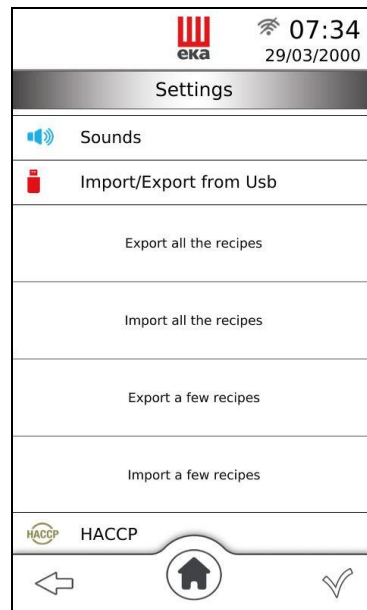 eka
07:34
29/03/2000
Settings
Sounds
Import/Export from Usb
Export all the recipes
Import all the recipes
Export a few recipes
Import a few recipes
HACCP HACCP